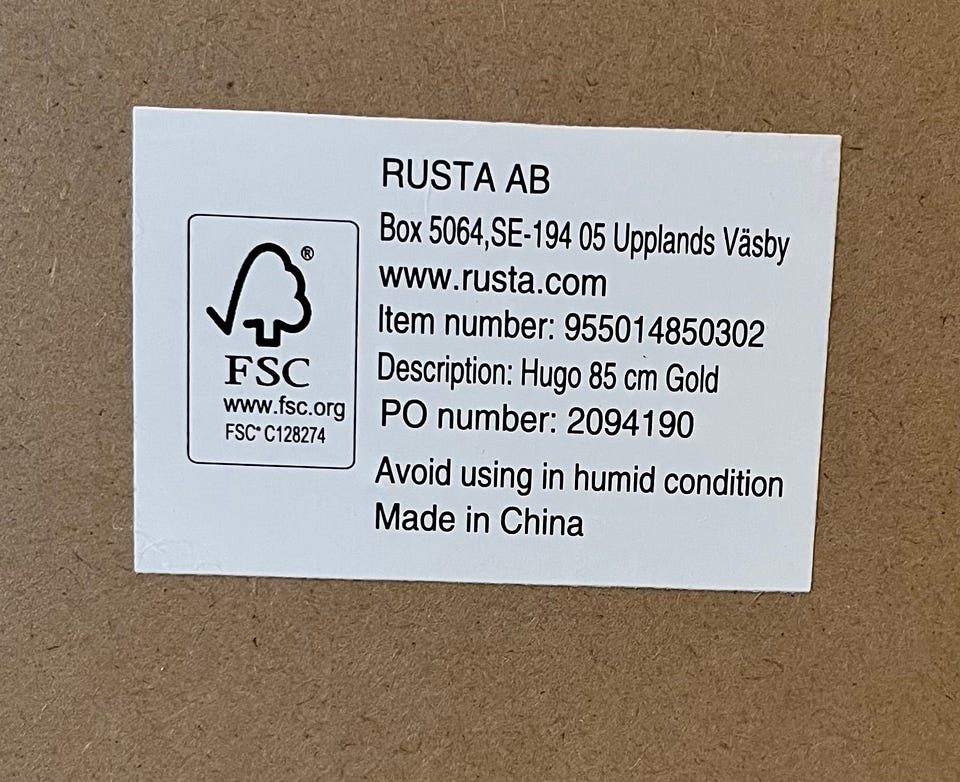 RUSTA AB
Box 5064,SE-194 05 Upplands Väsby
www.rusta.com
Item number: 955014850302
Description: Hugo 85 cm Gold
PO number: 2094190
Avoid using in humid condition
Made in China
®
FSC
www.fsc.org
FSC® C128274